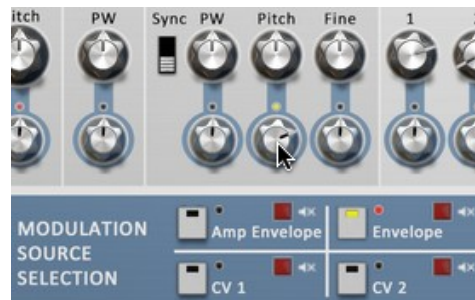 itch PW Sync PW Pitch Fine 1
MODULATION
SOURCE
SELECTION
Amp Envelope
Envelope
CV 1
CV 2